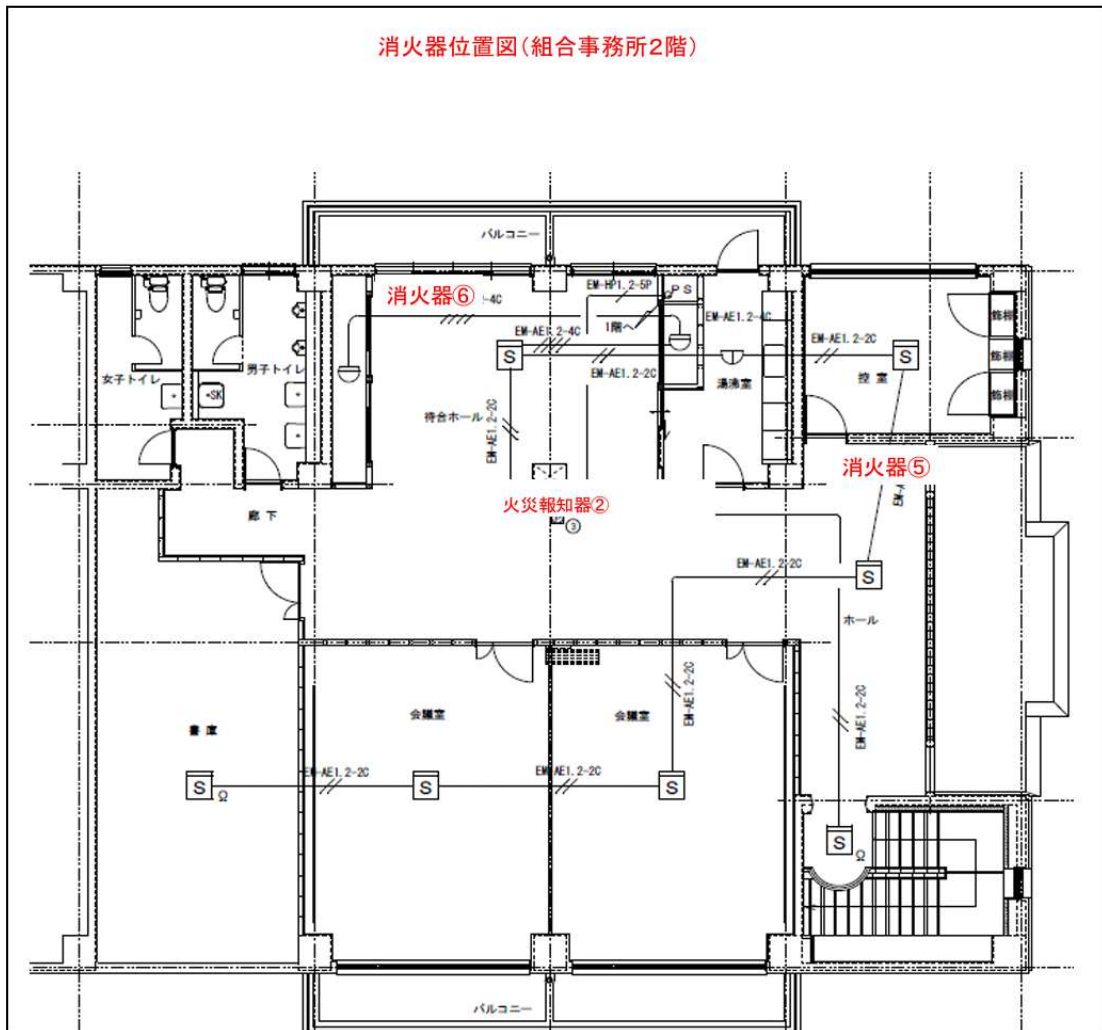 消火器位置図(組合事務所2階)
バルコニー
消火器⑥
-4C
EM-HP1.2-5P
PS
1階へ
EM-AE1.2-4C
EM-AE1.2-4C
EM-AE1.2-2C
EM-AE1.2-2C
飾棚
飾棚
飾棚
S
S
控室
湯沸室
女子トイレ
男子トイレ
SK
待合ホール
EM-AE1.2-2C
消火器⑤
EM-A
火災報知器②
③
廊下
EM-AE1.2-2C
S
ホール
EM-AE1.2-2C
EM-AE1.2-2C
会議室
会議室
書庫
EM-AE1.2-2C
EM-AE1.2-2C
S
Ω
S
S
S
Ω
バルコニー